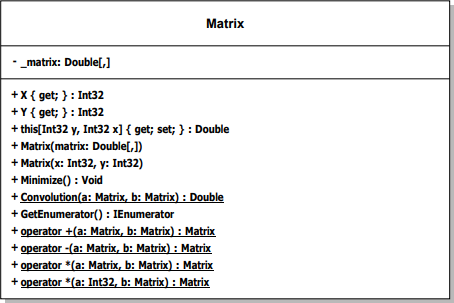 Matrix
- _matrix: Double[,]
+ X { get; } : Int32
+ Y { get; } : Int32
+ this[Int32 y, Int32 x] { get; set; } : Double
+ Matrix(matrix: Double[,])
+ Matrix(x: Int32, y: Int32)
+ Minimize() : Void
+ Convolution(a: Matrix, b: Matrix) : Double
+ GetEnumerator() : IEnumerator
+ operator +(a: Matrix, b: Matrix) : Matrix
+ operator -(a: Matrix, b: Matrix) : Matrix
+ operator *(a: Matrix, b: Matrix) : Matrix
+ operator *(a: Int32, b: Matrix) : Matrix